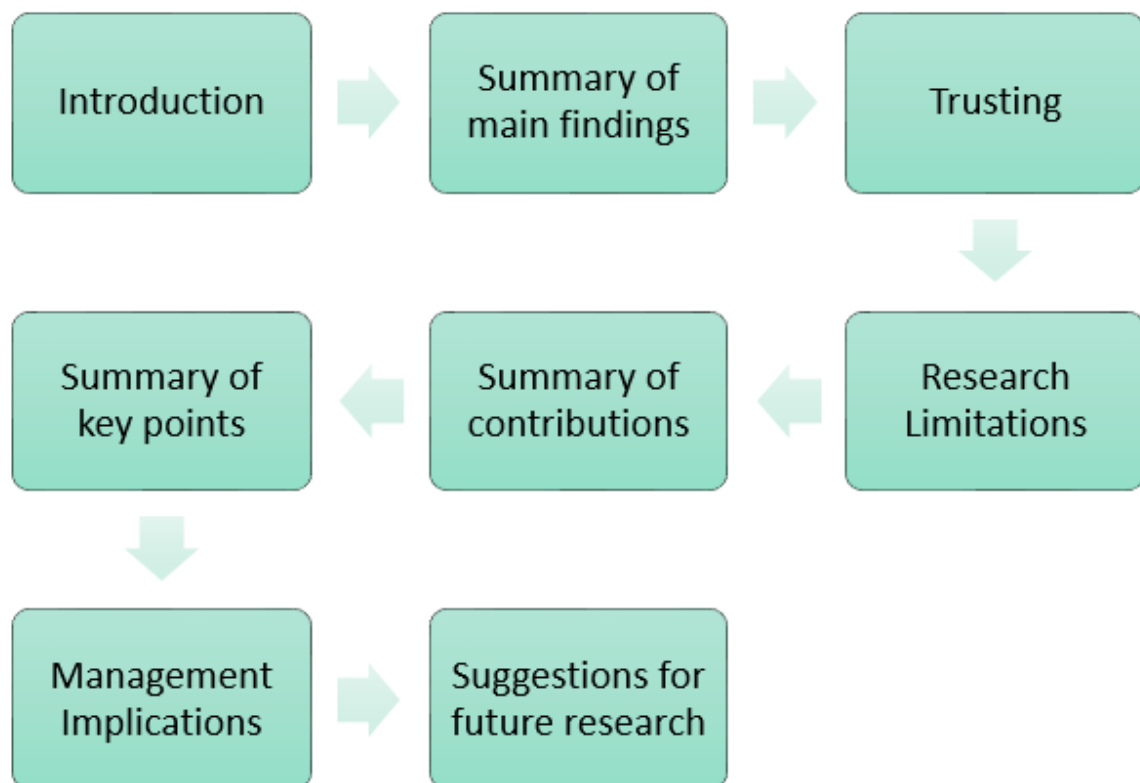 Introduction
Summary of
main findings
Trusting
Research
Limitations
Summary of
contributions
Summary of
key points
Management
Implications
Suggestions for
future research